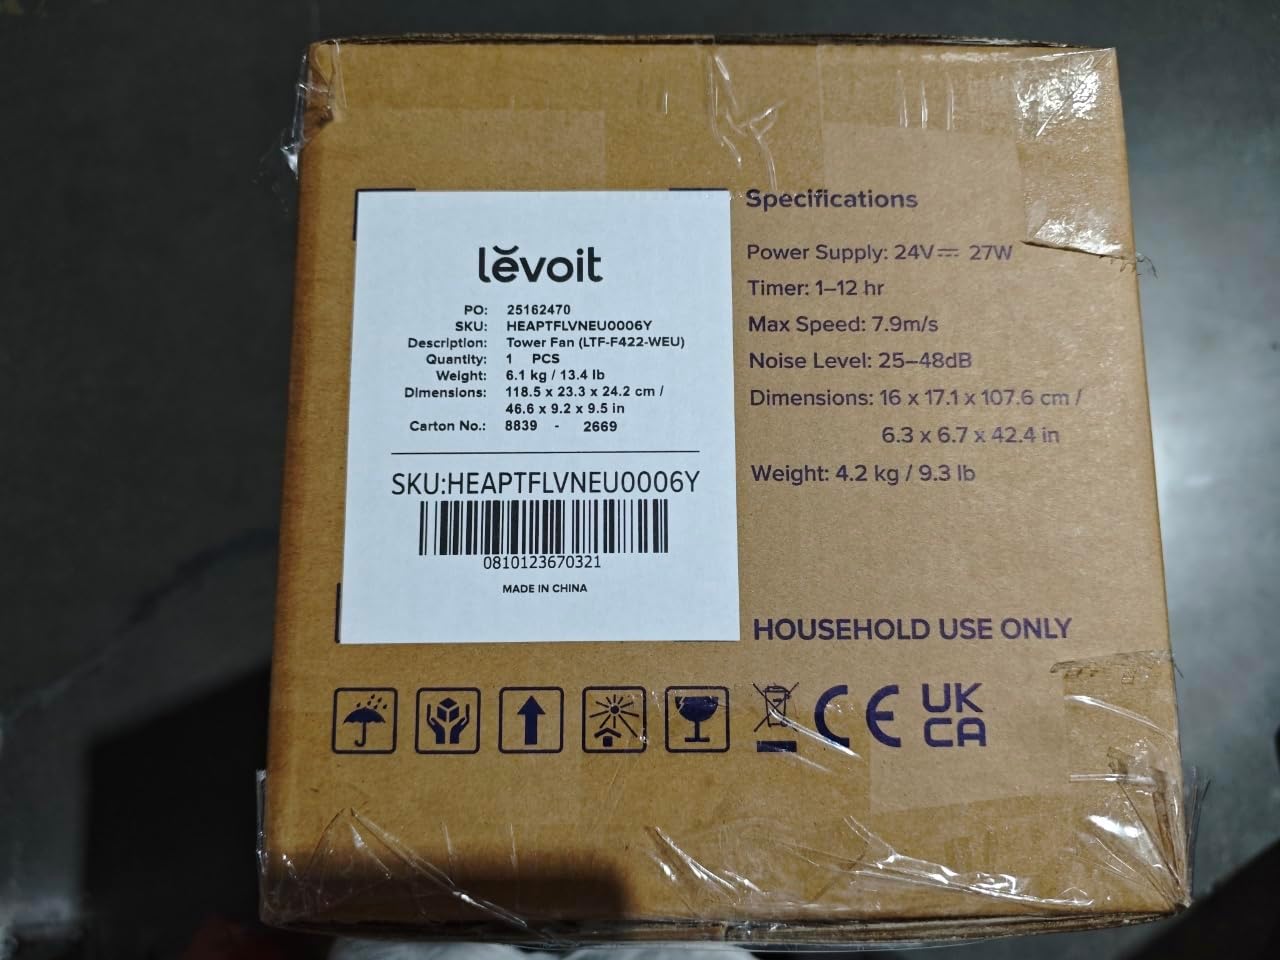 lĕvoit
PO: 25162470
SKU: HEAPTFLVNEU0006Y
Description: Tower Fan (LTF-F422-WEU)
Quantity: 1 PCS
Weight: 6.1 kg / 13.4 lb
Dimensions: 118.5 x 23.3 x 24.2 cm /
46.6 x 9.2 x 9.5 in
Carton No.: 8839 - 2669
SKU:HEAPTFLVNEU0006Y
0810123670321
MADE IN CHINA
Specifications
Power Supply: 24V⎓ 27W
Timer: 1–12 hr
Max Speed: 7.9m/s
Noise Level: 25–48dB
Dimensions: 16 x 17.1 x 107.6 cm /
6.3 x 6.7 x 42.4 in
Weight: 4.2 kg / 9.3 lb
HOUSEHOLD USE ONLY
CE
UK
CA